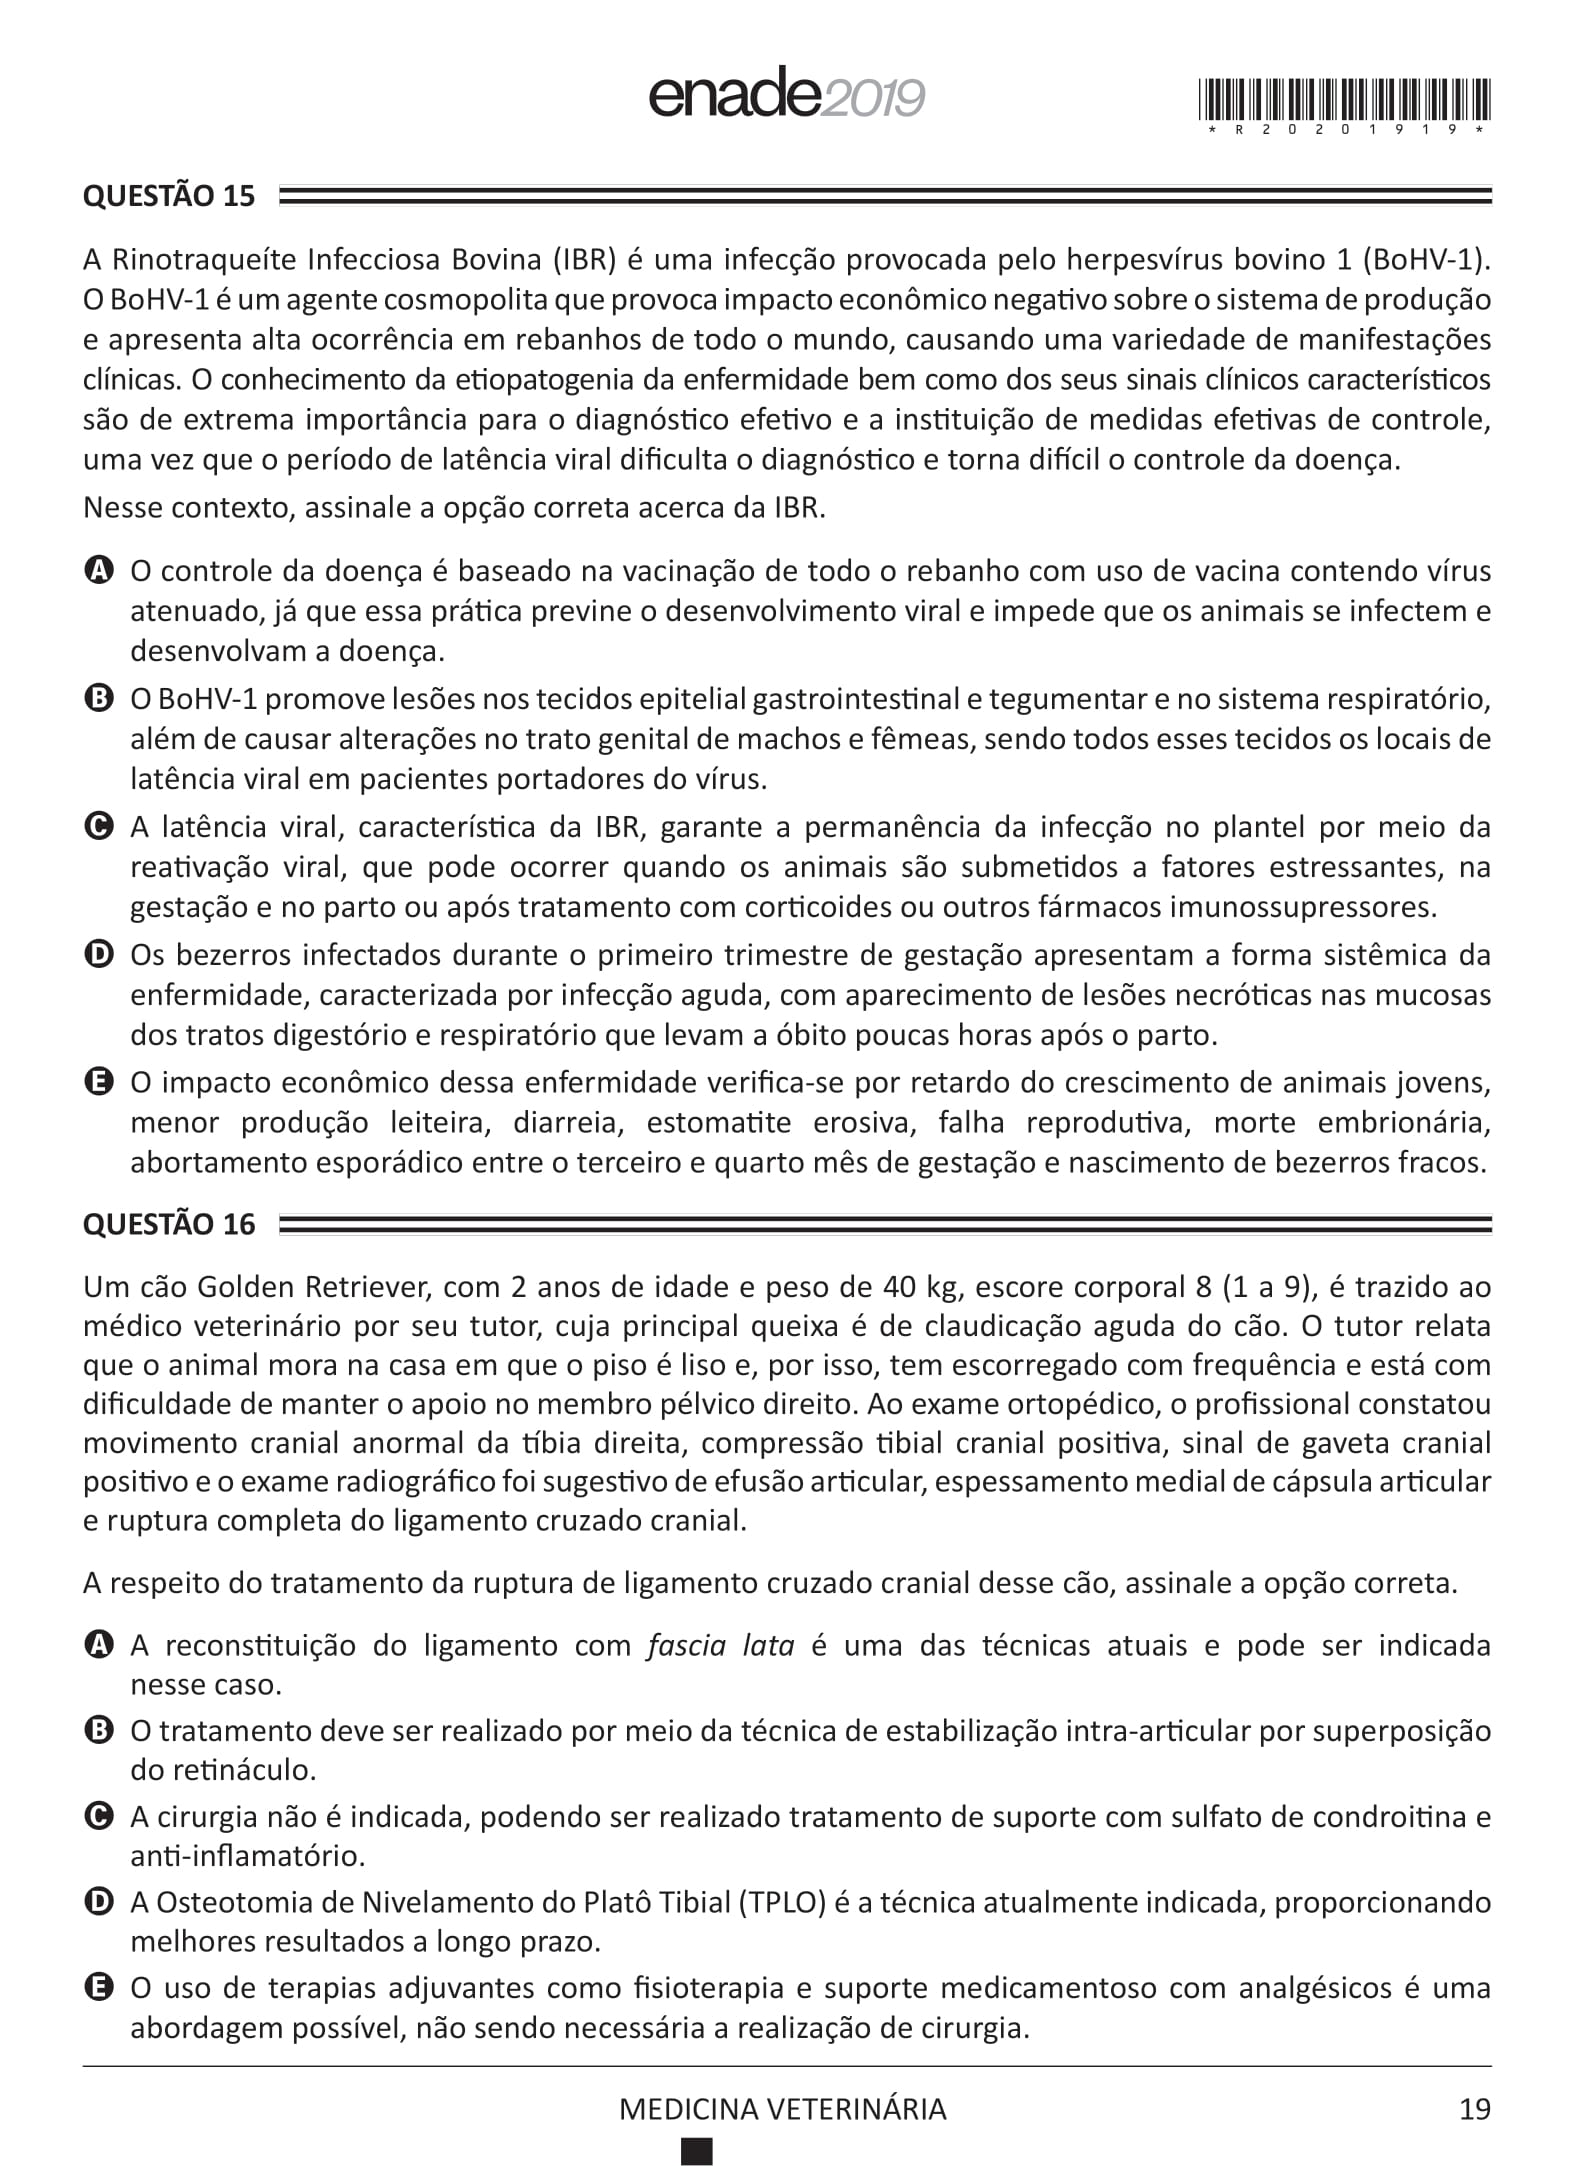 enade2019
*R20201919*
QUESTÃO 15
A Rinotraqueíte Infecciosa Bovina (IBR) é uma infecção provocada pelo herpesvírus bovino 1 (BoHV-1).
O BoHV-1 é um agente cosmopolita que provoca impacto econômico negativo sobre o sistema de produção
e apresenta alta ocorrência em rebanhos de todo o mundo, causando uma variedade de manifestações
clínicas. O conhecimento da etiopatogenia da enfermidade bem como dos seus sinais clínicos característicos
são de extrema importância para o diagnóstico efetivo e a instituição de medidas efetivas de controle,
uma vez que o período de latência viral dificulta o diagnóstico e torna difícil o controle da doença.
Nesse contexto, assinale a opção correta acerca da IBR.
A O controle da doença é baseado na vacinação de todo o rebanho com uso de vacina contendo vírus
atenuado, já que essa prática previne o desenvolvimento viral e impede que os animais se infectem e
desenvolvam a doença.
B O BoHV-1 promove lesões nos tecidos epitelial gastrointestinal e tegumentar e no sistema respiratório,
além de causar alterações no trato genital de machos e fêmeas, sendo todos esses tecidos os locais de
latência viral em pacientes portadores do vírus.
C A latência viral, característica da IBR, garante a permanência da infecção no plantel por meio da
reativação viral, que pode ocorrer quando os animais são submetidos a fatores estressantes, na
gestação e no parto ou após tratamento com corticoides ou outros fármacos imunossupressores.
D Os bezerros infectados durante o primeiro trimestre de gestação apresentam a forma sistêmica da
enfermidade, caracterizada por infecção aguda, com aparecimento de lesões necróticas nas mucosas
dos tratos digestório e respiratório que levam a óbito poucas horas após o parto.
E O impacto econômico dessa enfermidade verifica-se por retardo do crescimento de animais jovens,
menor produção leiteira, diarreia, estomatite erosiva, falha reprodutiva, morte embrionária,
abortamento esporádico entre o terceiro e quarto mês de gestação e nascimento de bezerros fracos.
QUESTÃO 16
Um cão Golden Retriever, com 2 anos de idade e peso de 40 kg, escore corporal 8 (1 a 9), é trazido ao
médico veterinário por seu tutor, cuja principal queixa é de claudicação aguda do cão. O tutor relata
que o animal mora na casa em que o piso é liso e, por isso, tem escorregado com frequência e está com
dificuldade de manter o apoio no membro pélvico direito. Ao exame ortopédico, o profissional constatou
movimento cranial anormal da tíbia direita, compressão tibial cranial positiva, sinal de gaveta cranial
positivo e o exame radiográfico foi sugestivo de efusão articular, espessamento medial de cápsula articular
e ruptura completa do ligamento cruzado cranial.
A respeito do tratamento da ruptura de ligamento cruzado cranial desse cão, assinale a opção correta.
A A reconstituição do ligamento com fascia lata é uma das técnicas atuais e pode ser indicada
nesse caso.
B O tratamento deve ser realizado por meio da técnica de estabilização intra-articular por superposição
do retináculo.
C A cirurgia não é indicada, podendo ser realizado tratamento de suporte com sulfato de condroitina e
anti-inflamatório.
D A Osteotomia de Nivelamento do Platô Tibial (TPLO) é a técnica atualmente indicada, proporcionando
melhores resultados a longo prazo.
E O uso de terapias adjuvantes como fisioterapia e suporte medicamentoso com analgésicos é uma
abordagem possível, não sendo necessária a realização de cirurgia.
MEDICINA VETERINÁRIA
19